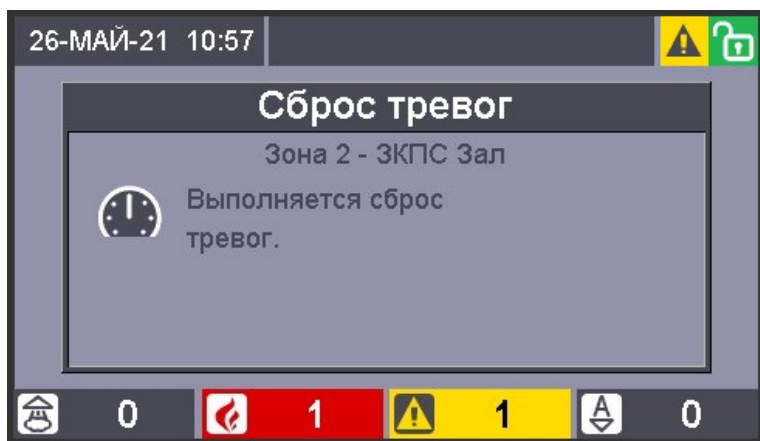 26-МАЙ-21 10:57
Сброс тревог
Зона 2 - ЗКПС Зал
Выполняется сброс
тревог.
0 1 1 A 0